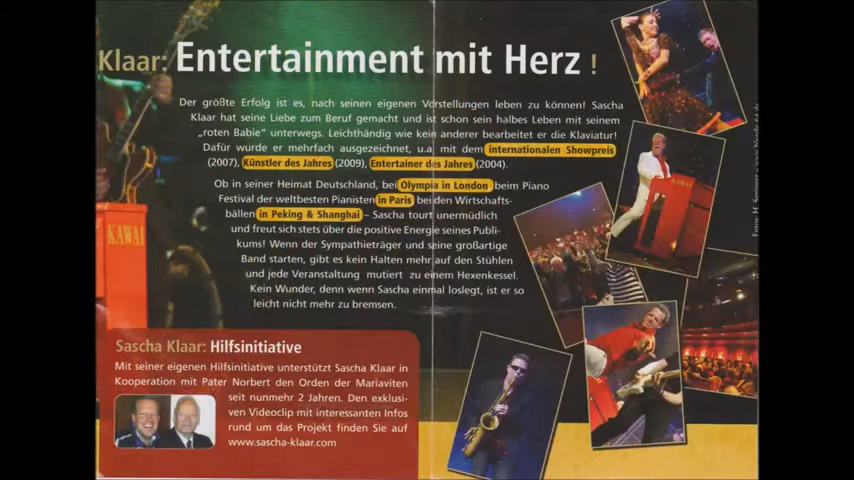 Klaar: Entertainment mit Herz !
Der größte Erfolg ist es, nach seinen eigenen Vorstellungen leben zu können! Sascha
Klaar hat seine Liebe zum Beruf gemacht und ist schon sein halbes Leben mit seinem
„roten Babie“ unterwegs. Leichthändig wie kein anderer bearbeitet er die Klaviatur!
Dafür wurde er mehrfach ausgezeichnet, u.a. mit dem internationalen Showpreis
(2007), Künstler des Jahres (2009), Entertainer des Jahres (2004).
Ob in seiner Heimat Deutschland, bei Olympia in London beim Piano
Festival der weltbesten Pianisten in Paris bei den Wirtschafts-
bällen in Peking & Shanghai – Sascha tourt unermüdlich
und freut sich stets über die positive Energie seines Publi-
kums! Wenn der Sympathieträger und seine großartige
Band starten, gibt es kein Halten mehr auf den Stühlen
und jede Veranstaltung mutiert zu einem Hexenkessel.
Kein Wunder, denn wenn Sascha einmal loslegt, ist er so
leicht nicht mehr zu bremsen.
KAWAI
KAWAI
Sascha Klaar: Hilfsinitiative
Mit seiner eigenen Hilfsinitiative unterstützt Sascha Klaar in
Kooperation mit Pater Norbert den Orden der Mariaviten
seit nunmehr 2 Jahren. Den exklusi-
ven Videoclip mit interessanten Infos
rund um das Projekt finden Sie auf
www.sascha-klaar.com